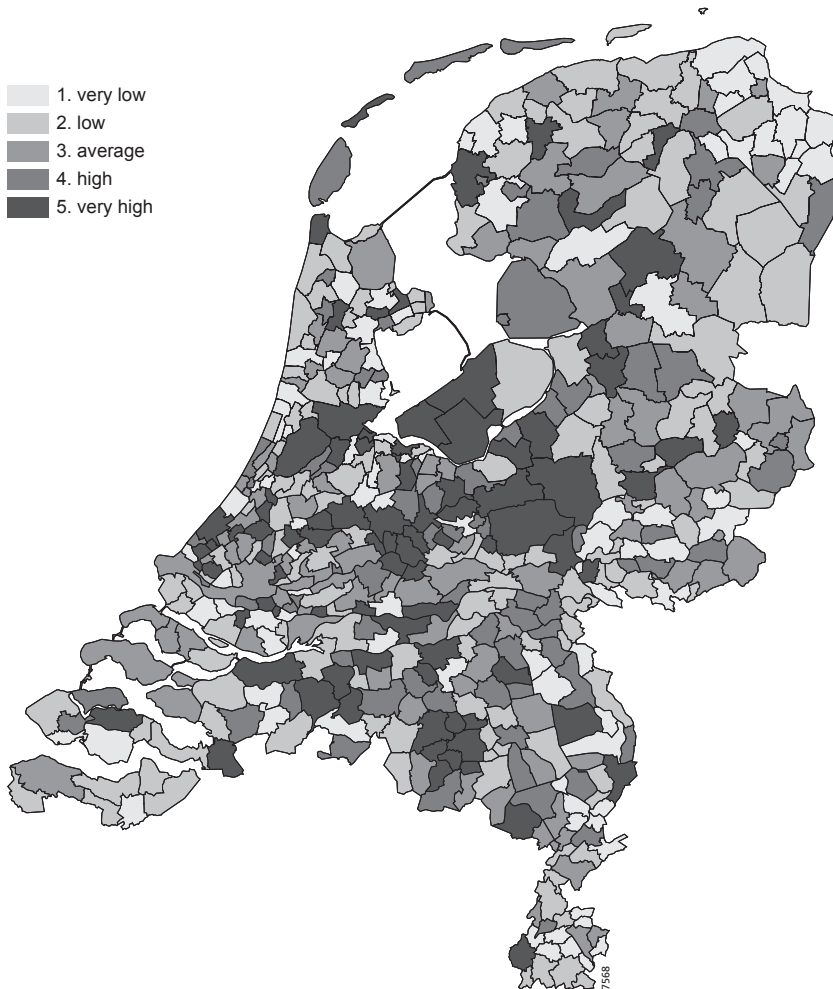 1. very low
2. low
3. average
4. high
5. very high
7568